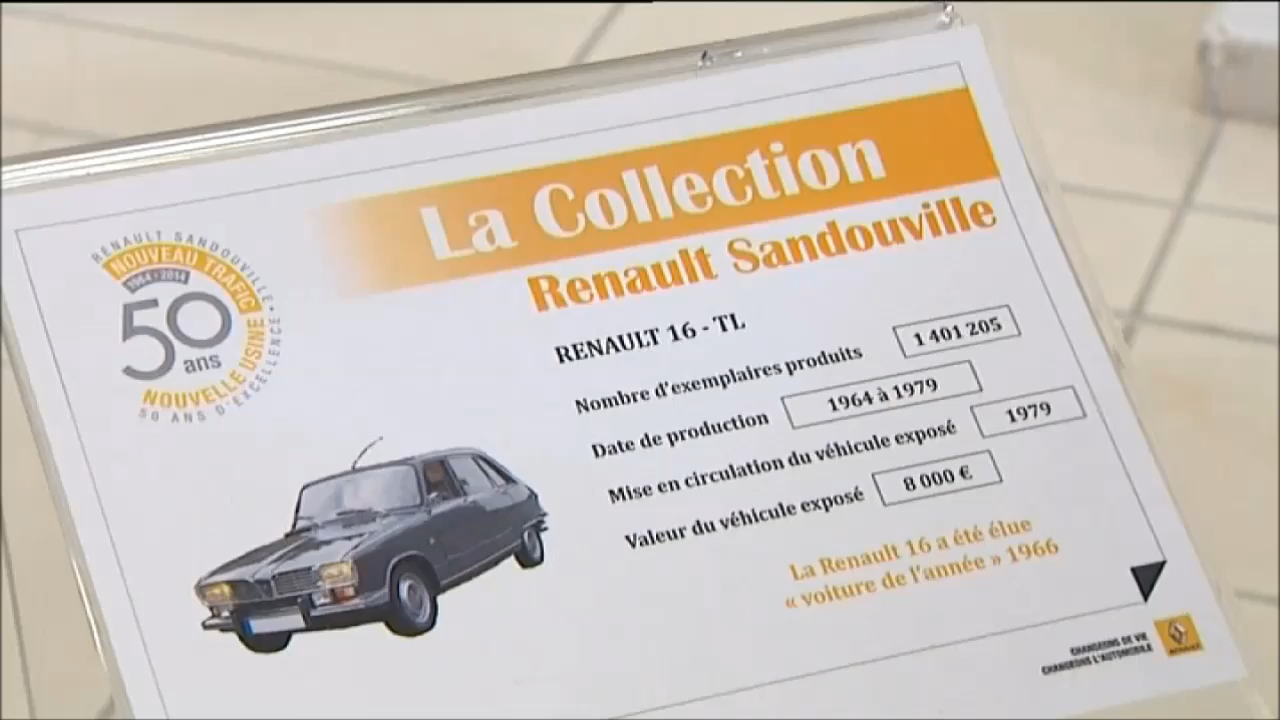 La Collection
Renault Sandouville
RENAULT SANDOUVILLE
NOUVEAU TRAFIC
1964 - 2014
50
ans
NOUVELLE USINE
50 ANS D'EXCELLENCE
RENAULT 16 - TL
Nombre d'exemplaires produits 1 401 205
Date de production 1964 à 1979
Mise en circulation du véhicule exposé 1979
Valeur du véhicule exposé 8 000 €
La Renault 16 a été élue
« voiture de l'année » 1966
CHANGEONS DE VIE
CHANGEONS L'AUTOMOBILE
RENAULT